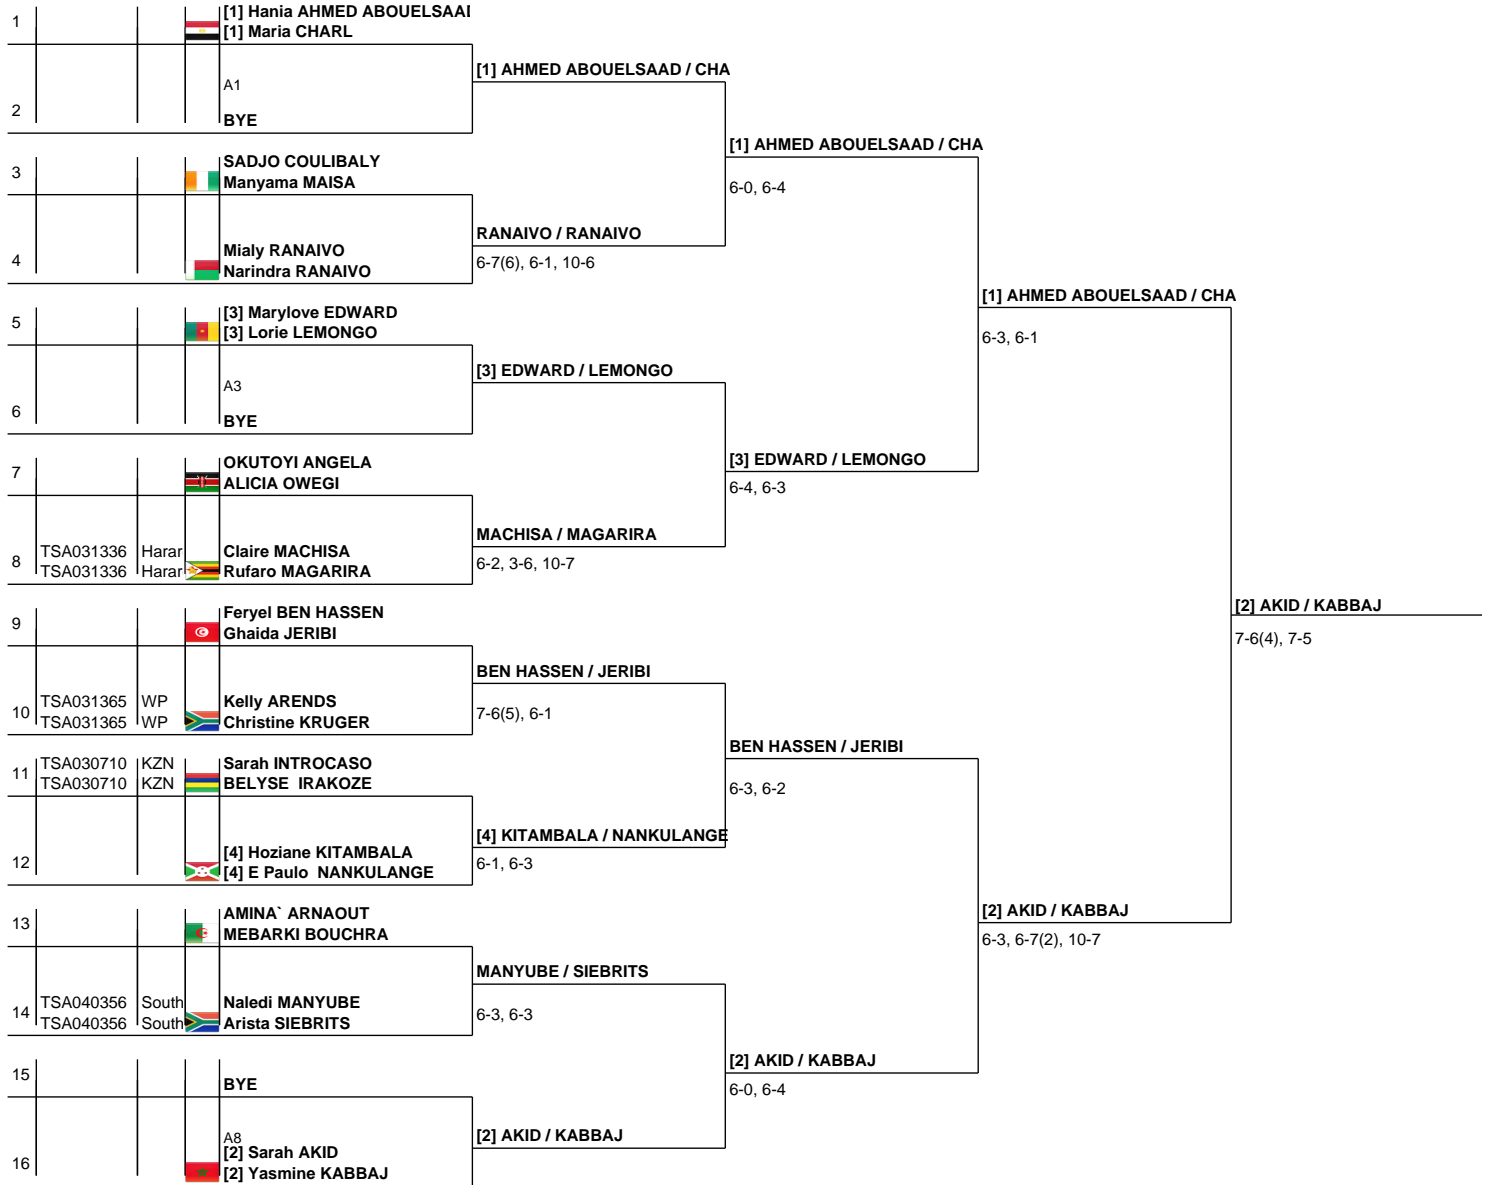 [1] Hania AHMED ABOUELSAAD
1
[1] Maria CHARL
[1] AHMED ABOUELSAAD / CHA
A1
2
BYE
[1] AHMED ABOUELSAAD / CHA
6-0, 6-4
SADJO COULIBALY
3
Manyama MAISA
RANAIVO / RANAIVO
6-7(6), 6-1, 10-6
Mialy RANAIVO
4
Narindra RANAIVO
[1] AHMED ABOUELSAAD / CHA
6-3, 6-1
[3] Marylove EDWARD
5
[3] Lorie LEMONGO
[3] EDWARD / LEMONGO
A3
6
BYE
[3] EDWARD / LEMONGO
6-4, 6-3
OKUTOYI ANGELA
7
ALICIA OWEGI
MACHISA / MAGARIRA
6-2, 3-6, 10-7
TSA031336 Harar Claire MACHISA
8
TSA031336 Harar Rufaro MAGARIRA
[2] AKID / KABBAJ
7-6(4), 7-5
Feryel BEN HASSEN
9
Ghaida JERIBI
BEN HASSEN / JERIBI
7-6(5), 6-1
TSA031365 WP Kelly ARENDS
10
TSA031365 WP Christine KRUGER
BEN HASSEN / JERIBI
6-3, 6-2
TSA030710 KZN Sarah INTROCASO
11
TSA030710 KZN BELYSE IRAKOZE
[4] KITAMBALA / NANKULANGE
6-1, 6-3
[4] Hoziane KITAMBALA
12
[4] E Paulo NANKULANGE
[2] AKID / KABBAJ
6-3, 6-7(2), 10-7
AMINA` ARNAOUT
13
MEBARKI BOUCHRA
MANYUBE / SIEBRITS
6-3, 6-3
TSA040356 South Naledi MANYUBE
14
TSA040356 South Arista SIEBRITS
[2] AKID / KABBAJ
6-0, 6-4
15
BYE
[2] AKID / KABBAJ
A8
[2] Sarah AKID
16
[2] Yasmine KABBAJ